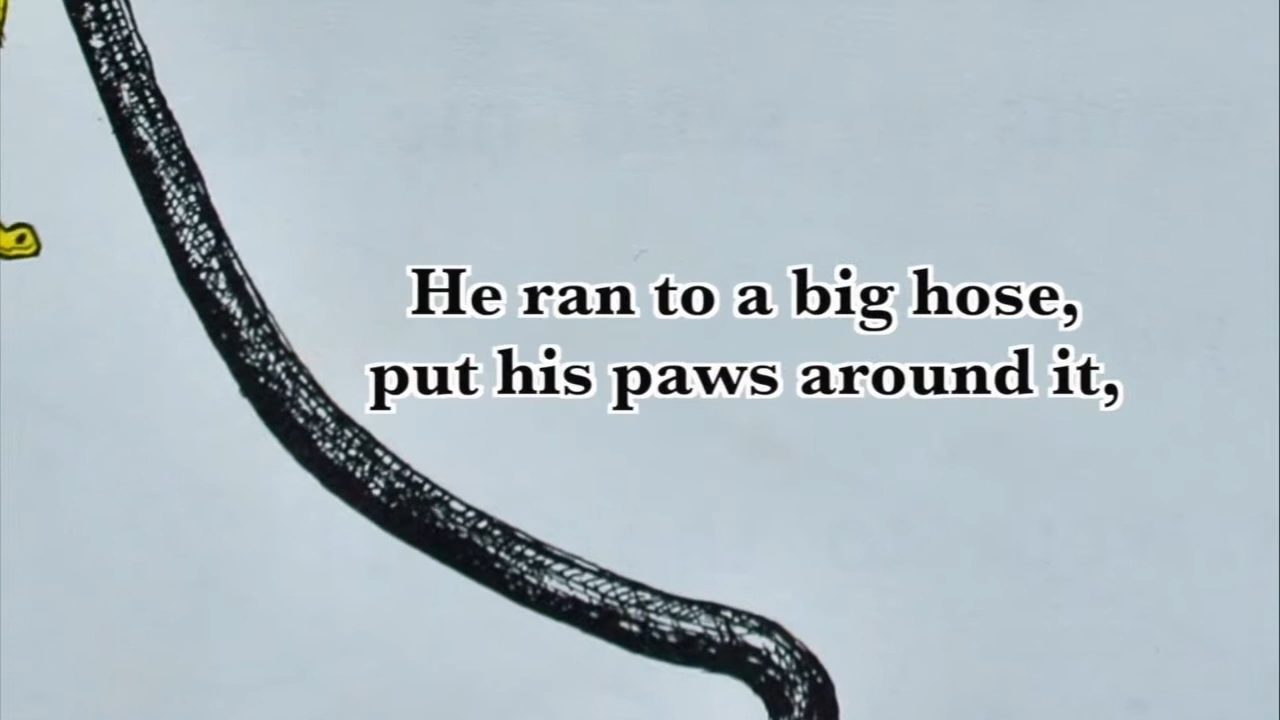 He ran to a big hose,
put his paws around it,